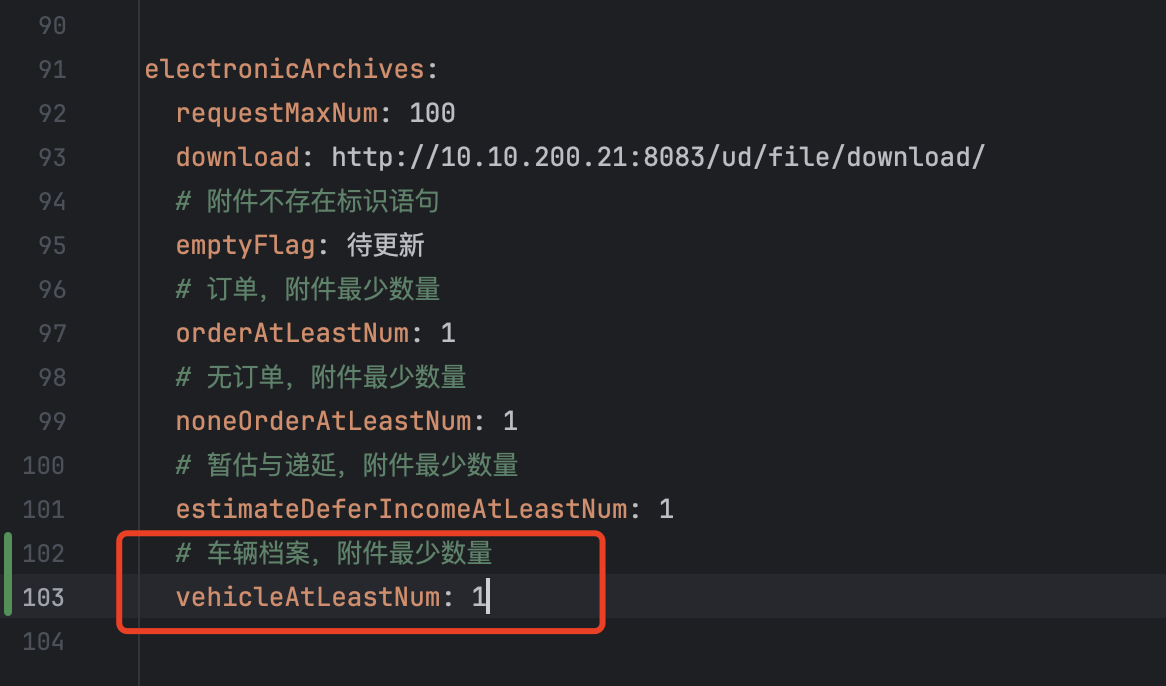 90
91 electronicArchives:
92 requestMaxNum: 100
93 download: http://10.10.200.21:8083/ud/file/download/
94 # 附件不存在标识语句
95 emptyFlag: 待更新
96 # 订单，附件最少数量
97 orderAtLeastNum: 1
98 # 无订单，附件最少数量
99 noneOrderAtLeastNum: 1
100 # 暂估与递延，附件最少数量
101 estimateDeferIncomeAtLeastNum: 1
102 # 车辆档案，附件最少数量
103 vehicleAtLeastNum: 1
104